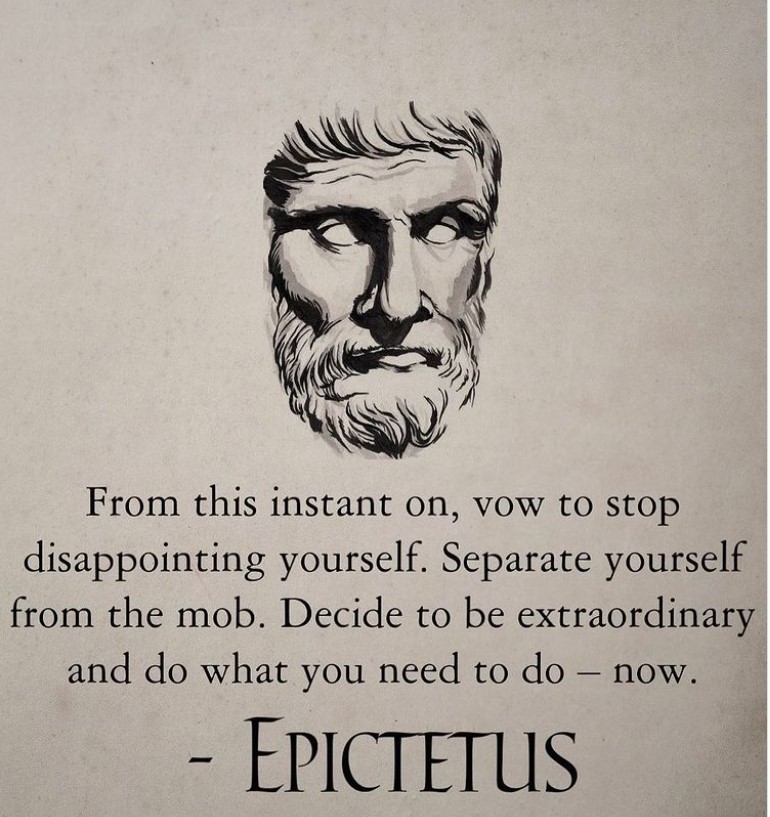 From this instant on, vow to stop
disappointing yourself. Separate yourself
from the mob. Decide to be extraordinary
and do what you need to do – now.
- EPICTETUS